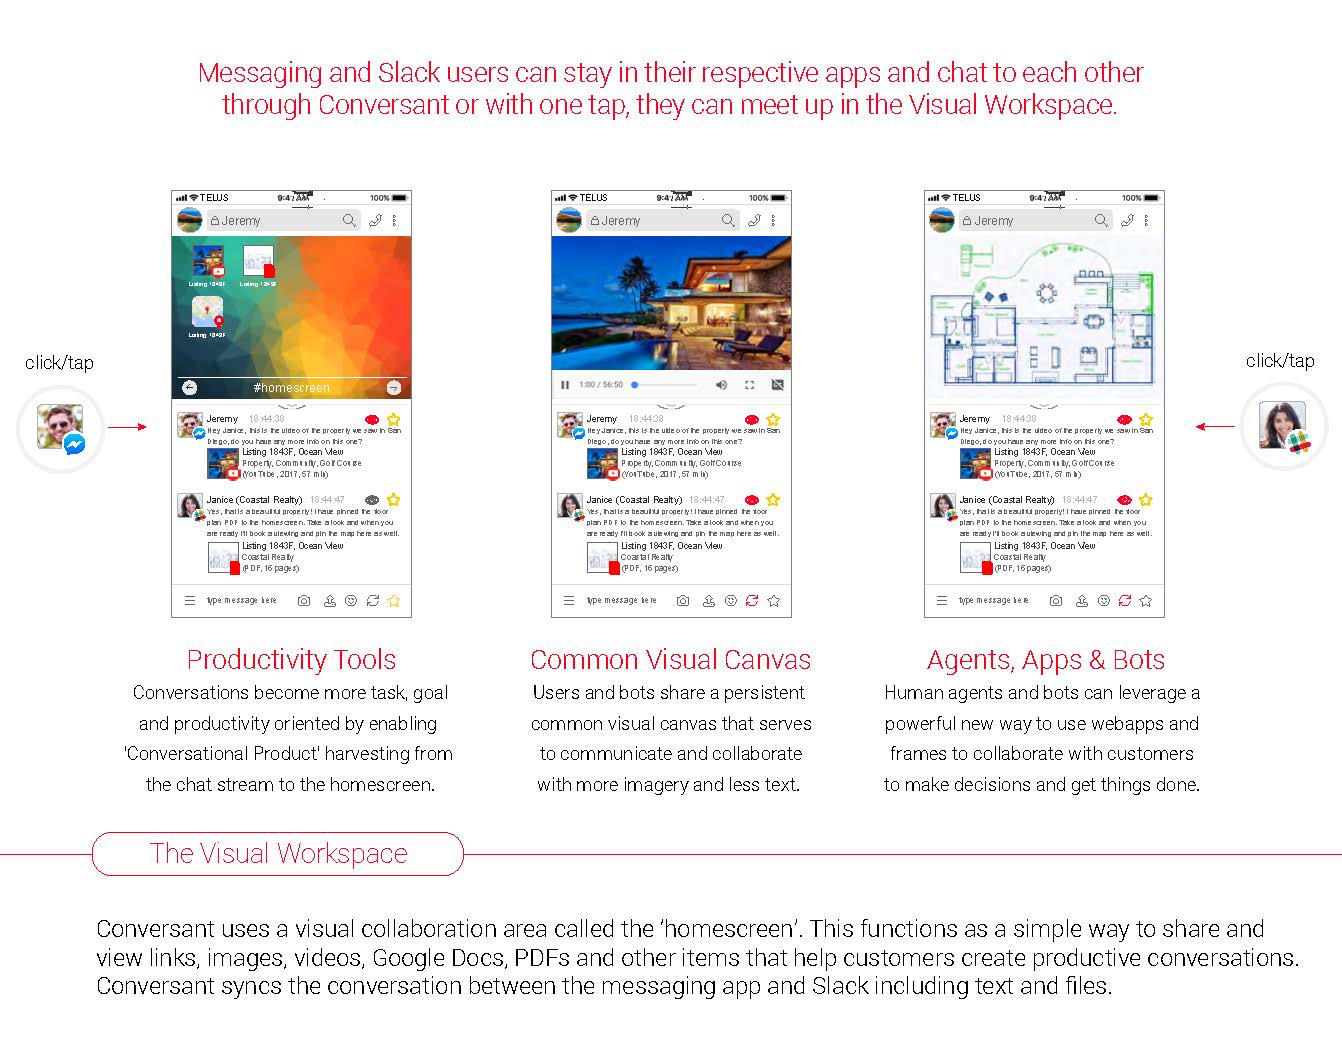 Messaging and Slack users can stay in their respective apps and chat to each other
through Conversant or with one tap, they can meet up in the Visual Workspace.
click/tap
TELUS 9:41 AM 100%
Jeremy
Listing 1843F Listing 1843F
Listing 1843F
#homescreen
Jeremy 18:44:38
Hey Janice, this is the video of the property we saw in San
Diego, do you have any more info on this one?
Listing 1843F, Ocean View
Property, Community, Golf Course
(YouTube, 2017, 57 min)
Janice (Coastal Realty) 18:44:47
Yes, that is a beautiful property! I have pinned the floor
plan PDF to the homescreen. Take a look and when you
are ready I'll book a viewing and pin the map here as well.
Listing 1843F, Ocean View
Coastal Realty
(PDF, 16 pages)
type message here
TELUS 9:41 AM 100%
Jeremy
1:00 / 56:50
Jeremy 18:44:38
Hey Janice, this is the video of the property we saw in San
Diego, do you have any more info on this one?
Listing 1843F, Ocean View
Property, Community, Golf Course
(YouTube, 2017, 57 min)
Janice (Coastal Realty) 18:44:47
Yes, that is a beautiful property! I have pinned the floor
plan PDF to the homescreen. Take a look and when you
are ready I'll book a viewing and pin the map here as well.
Listing 1843F, Ocean View
Coastal Realty
(PDF, 16 pages)
type message here
TELUS 9:41 AM 100%
Jeremy
Jeremy 18:44:38
Hey Janice, this is the video of the property we saw in San
Diego, do you have any more info on this one?
Listing 1843F, Ocean View
Property, Community, Golf Course
(YouTube, 2017, 57 min)
Janice (Coastal Realty) 18:44:47
Yes, that is a beautiful property! I have pinned the floor
plan PDF to the homescreen. Take a look and when you
are ready I'll book a viewing and pin the map here as well.
Listing 1843F, Ocean View
Coastal Realty
(PDF, 16 pages)
type message here
click/tap
Productivity Tools
Conversations become more task, goal
and productivity oriented by enabling
'Conversational Product' harvesting from
the chat stream to the homescreen.
Common Visual Canvas
Users and bots share a persistent
common visual canvas that serves
to communicate and collaborate
with more imagery and less text.
Agents, Apps & Bots
Human agents and bots can leverage a
powerful new way to use webapps and
frames to collaborate with customers
to make decisions and get things done.
The Visual Workspace
Conversant uses a visual collaboration area called the ‘homescreen’. This functions as a simple way to share and
view links, images, videos, Google Docs, PDFs and other items that help customers create productive conversations.
Conversant syncs the conversation between the messaging app and Slack including text and files.